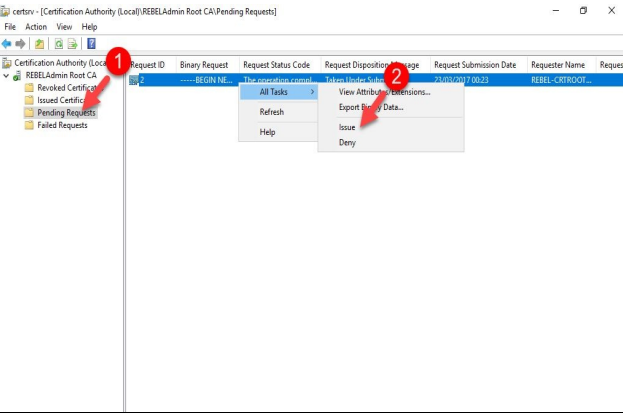 certsrv - [Certification Authority (Local)\REBELAdmin Root CA\Pending Requests]
File Action View Help
Certification Authority (Loca
REBELAdmin Root CA
Revoked Certificat
Issued Certific
Pending Requests
Failed Requests
Request ID Binary Request Request Status Code Request Disposition Message Request Submission Date Requester Name Reques
2 -----BEGIN NE... The operation compl... Taken Under Subm 23/03/2017 00:23 REBEL-CRTROOT...
All Tasks
Refresh
Help
View Attributes/Extensions...
Export Binary Data...
Issue
Deny
1
2